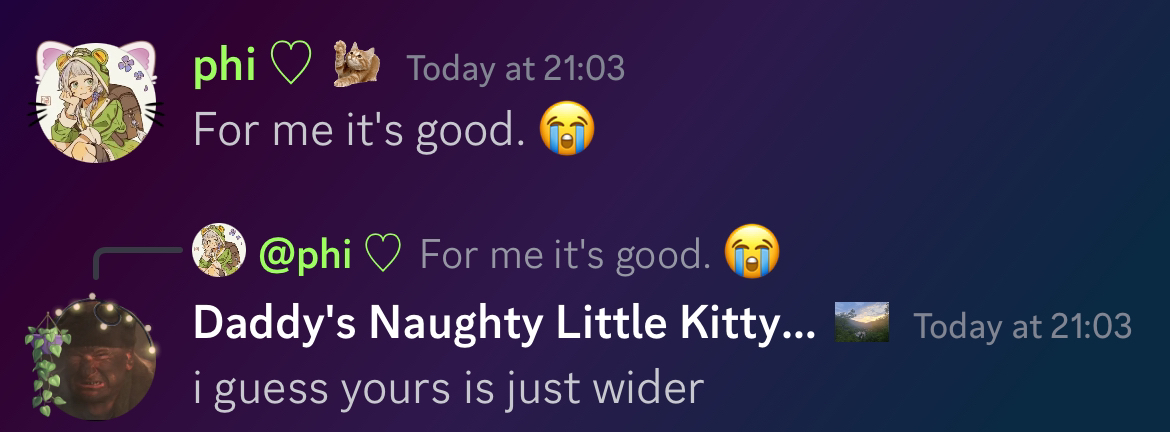 phi ♡ Today at 21:03
For me it's good. 😭
@phi ♡ For me it's good. 😭
Daddy's Naughty Little Kitty... Today at 21:03
i guess yours is just wider